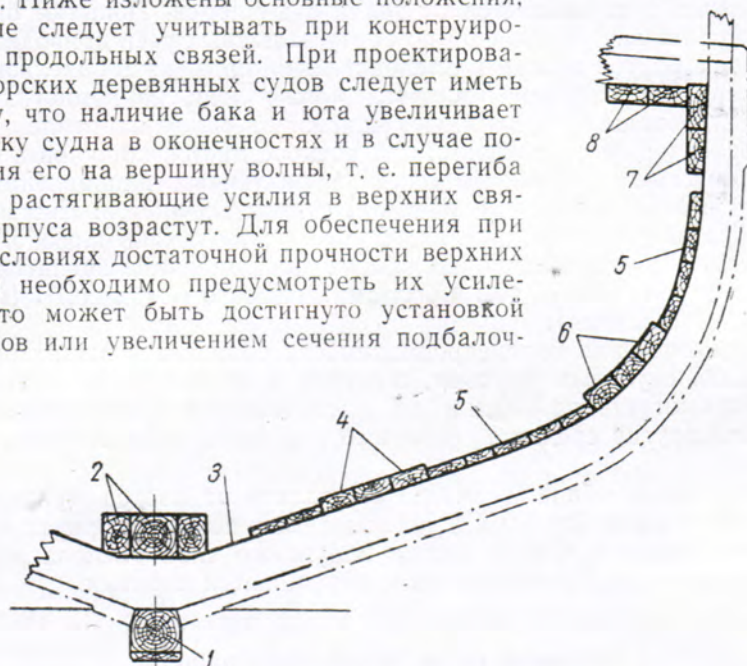 . Ниже изложены основные положения,
ие следует учитывать при конструиро-
продольных связей. При проектирова-
орских деревянных судов следует иметь
у, что наличие бака и юта увеличивает
ку судна в оконечностях и в случае по-
ия его на вершину волны, т. е. перегиба
растягивающие усилия в верхних свя-
орпуса возрастут. Для обеспечения при
словиях достаточной прочности верхних
необходимо предусмотреть их усиле-
то может быть достигнуто установкой
ов или увеличением сечения подбалоч-
8
7
5
6
5
4
3
2
1